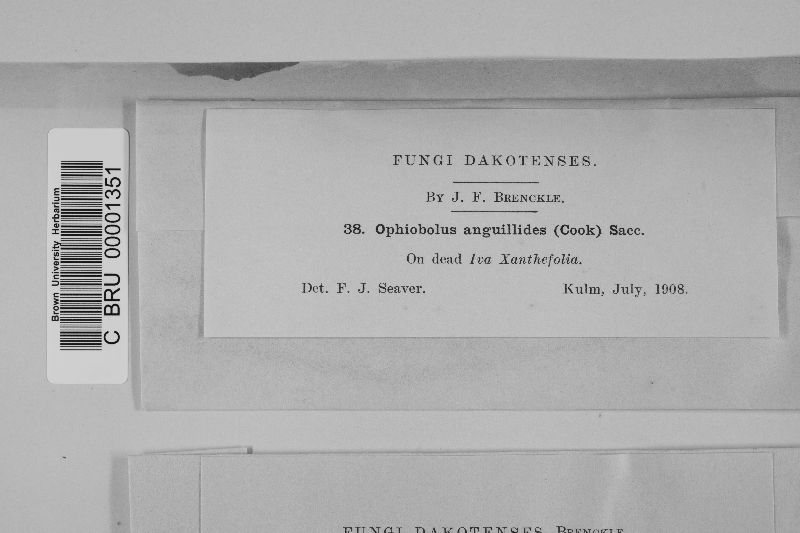 FUNGI DAKOTENSES.
By J. F. Brenckle.
38. Ophiobolus anguillides (Cook) Sacc.
On dead Iva Xanthefolia.
Det. F. J. Seaver. Kulm, July, 1908.
Brown University Herbarium
C BRU 00001351
FUNGI DAKOTENSES BRENCKLE